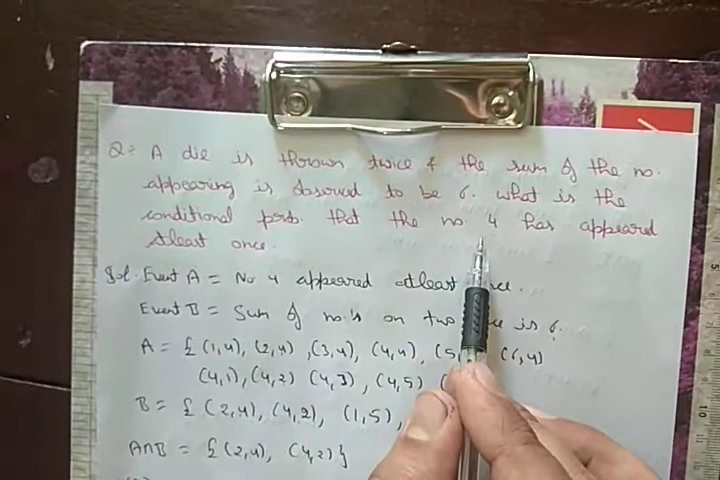 Q:- A die is thrown twice & the sum of the no.
appearing is observed to be 6. what is the
conditional prob. that the no. 4 has appeared
atleast once.
Sol. Event A = No 4 appeared atleast
Event B = Sum of no.'s on two is 6.
A = { (1,4), (2,4) ,(3,4), (4,4), (5, (6,4)
(4,1), (4,2) (4,3) , (4,5) (
B = { (2,4), (4,2), (1,5),
A∩B = { (2,4), (4,2) }